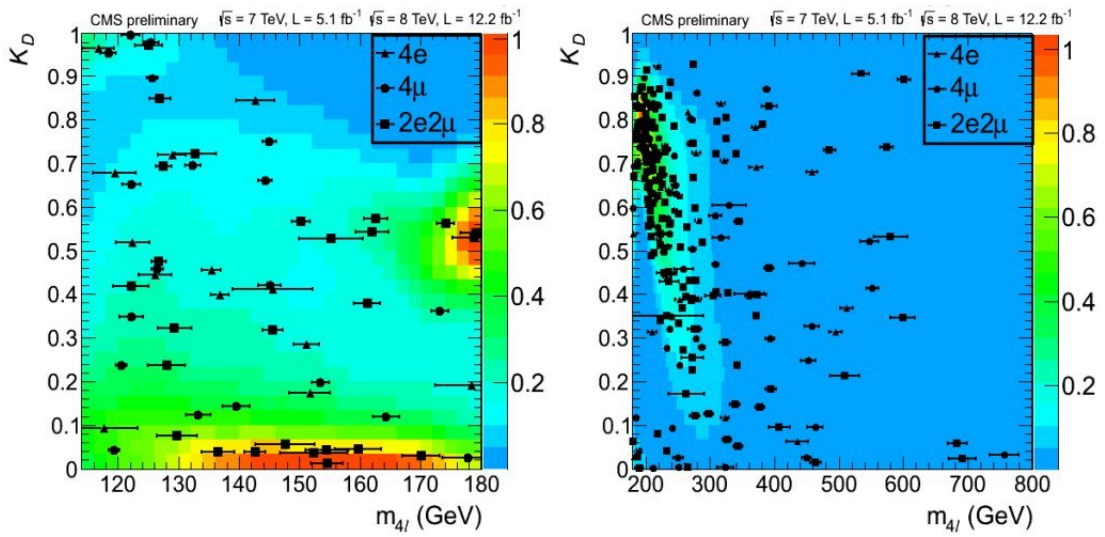 CMS preliminary √s = 7 TeV, L = 5.1 fb⁻¹ √s = 8 TeV, L = 12.2 fb⁻¹
K_D
1
0.9
0.8
0.7
0.6
0.5
0.4
0.3
0.2
0.1
0
4e
4μ
2e2μ
1
0.8
0.6
0.4
0.2
120 130 140 150 160 170 180
m₄ₗ (GeV)
CMS preliminary √s = 7 TeV, L = 5.1 fb⁻¹ √s = 8 TeV, L = 12.2 fb⁻¹
K_D
1
0.9
0.8
0.7
0.6
0.5
0.4
0.3
0.2
0.1
0
4e
4μ
2e2μ
1
0.8
0.6
0.4
0.2
200 300 400 500 600 700 800
m₄ₗ (GeV)